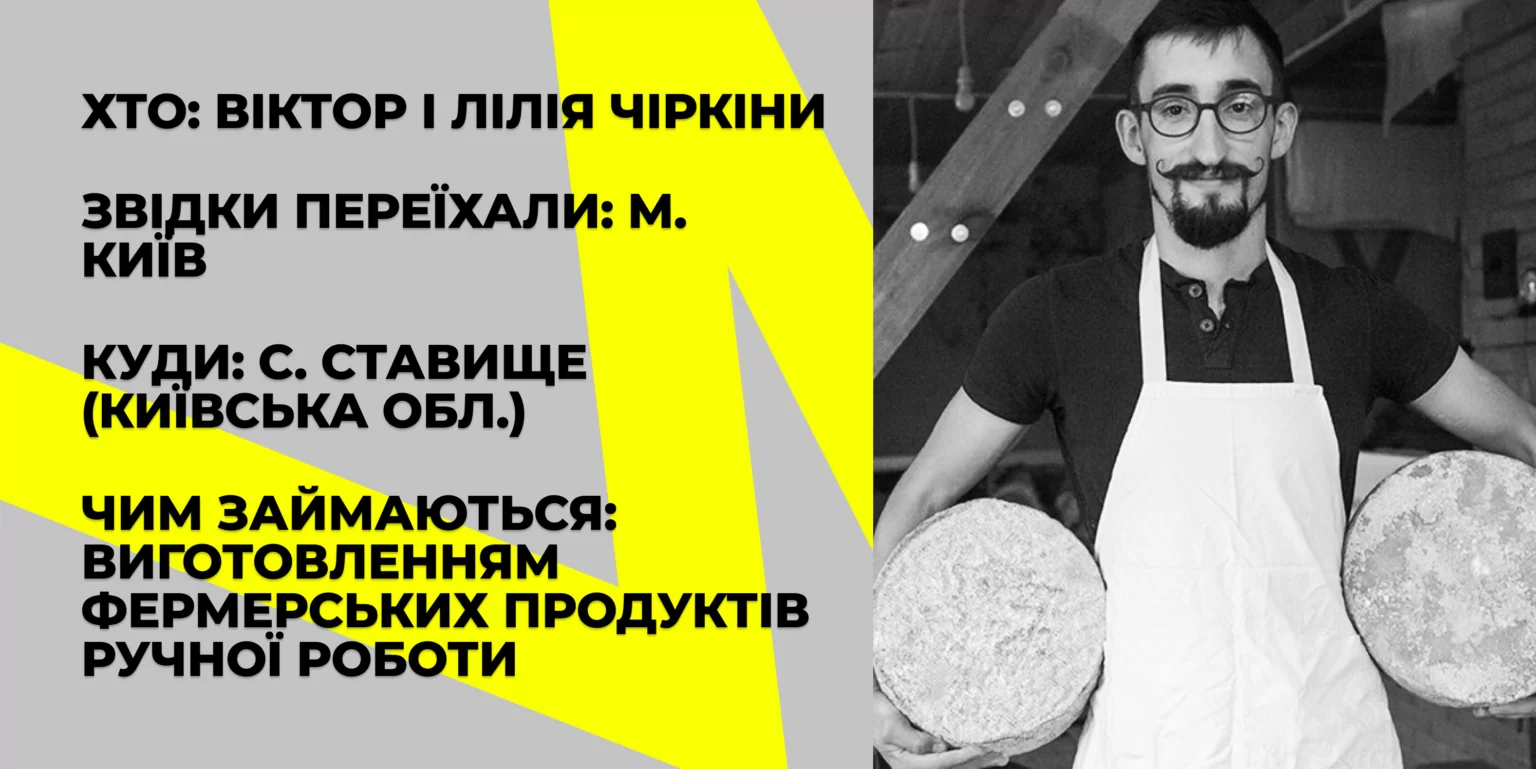 ХТО: ВІКТОР І ЛІЛІЯ ЧІРКІНИ
ЗВІДКИ ПЕРЕЇХАЛИ: М.
КИЇВ
КУДИ: С. СТАВИЩЕ
(КИЇВСЬКА ОБЛ.)
ЧИМ ЗАЙМАЮТЬСЯ:
ВИГОТОВЛЕННЯМ
ФЕРМЕРСЬКИХ ПРОДУКТІВ
РУЧНОЇ РОБОТИ